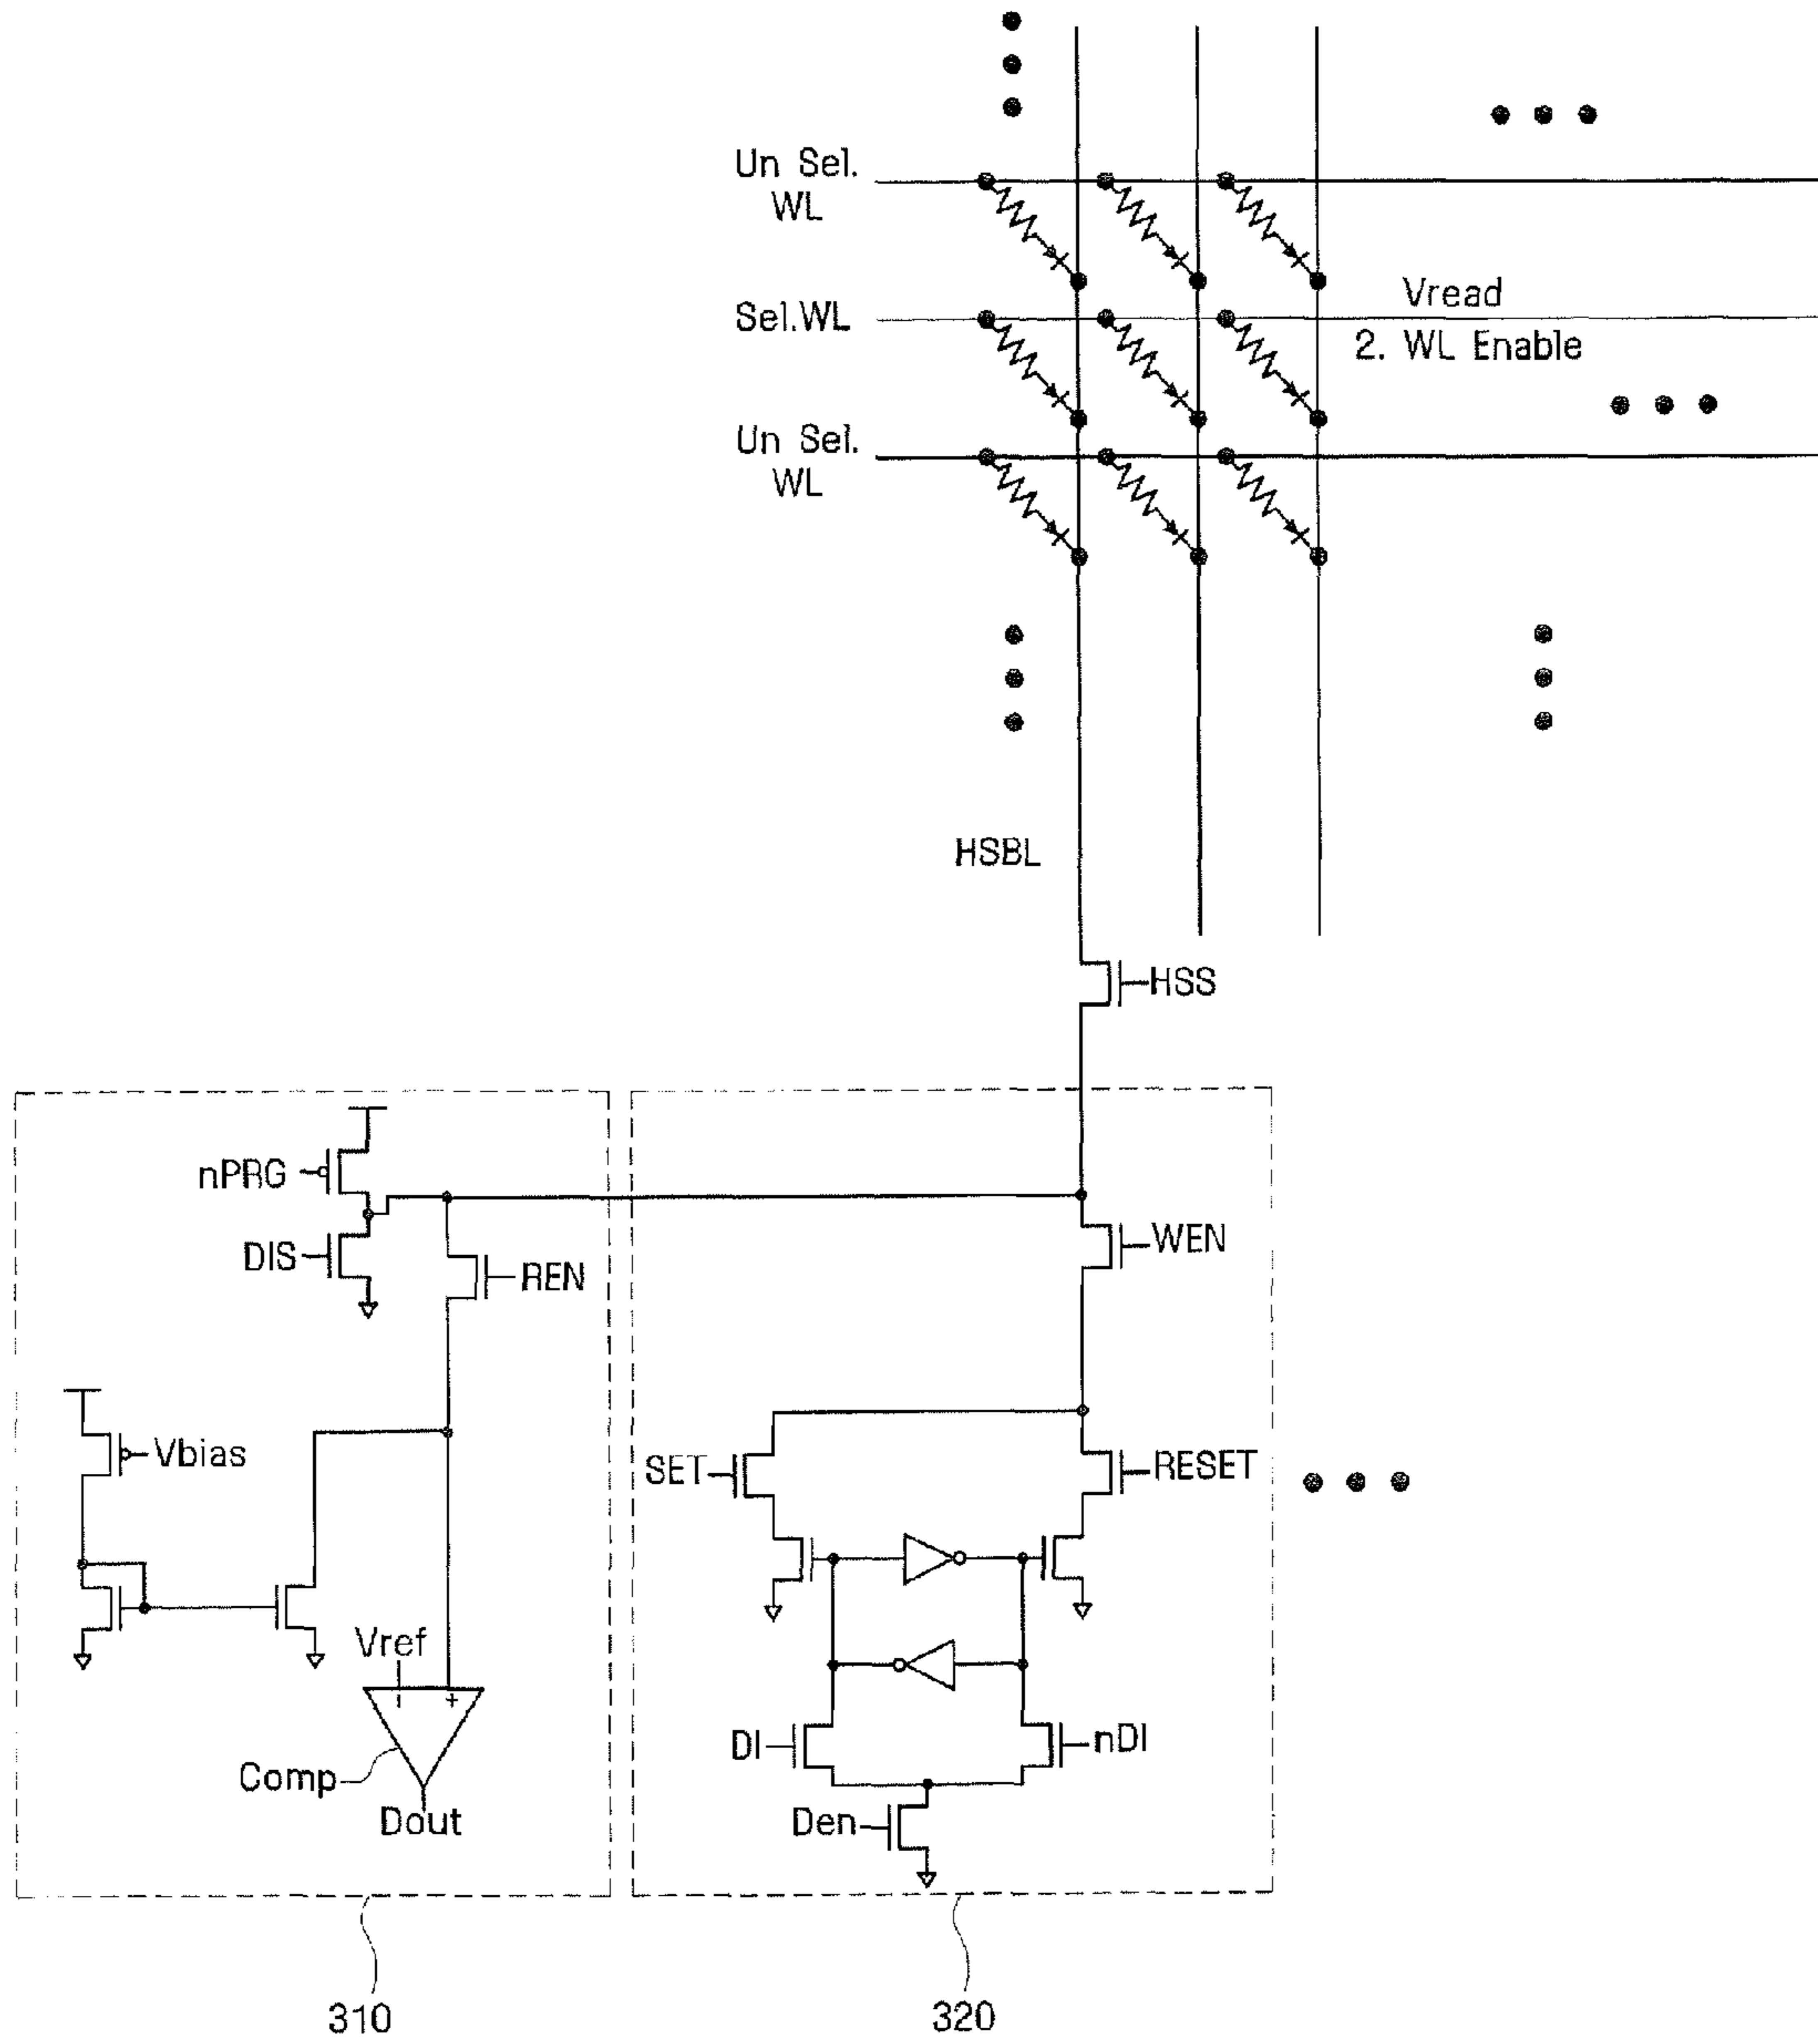 Un Sel.
WL
Sel.WL
Vread
2. WL Enable
Un Sel.
WL
HSBL
HSS
nPRG
DIS
REN
WEN
Vbias
SET
RESET
Vref
- +
Comp
Dout
DI
nDI
Den
310
320